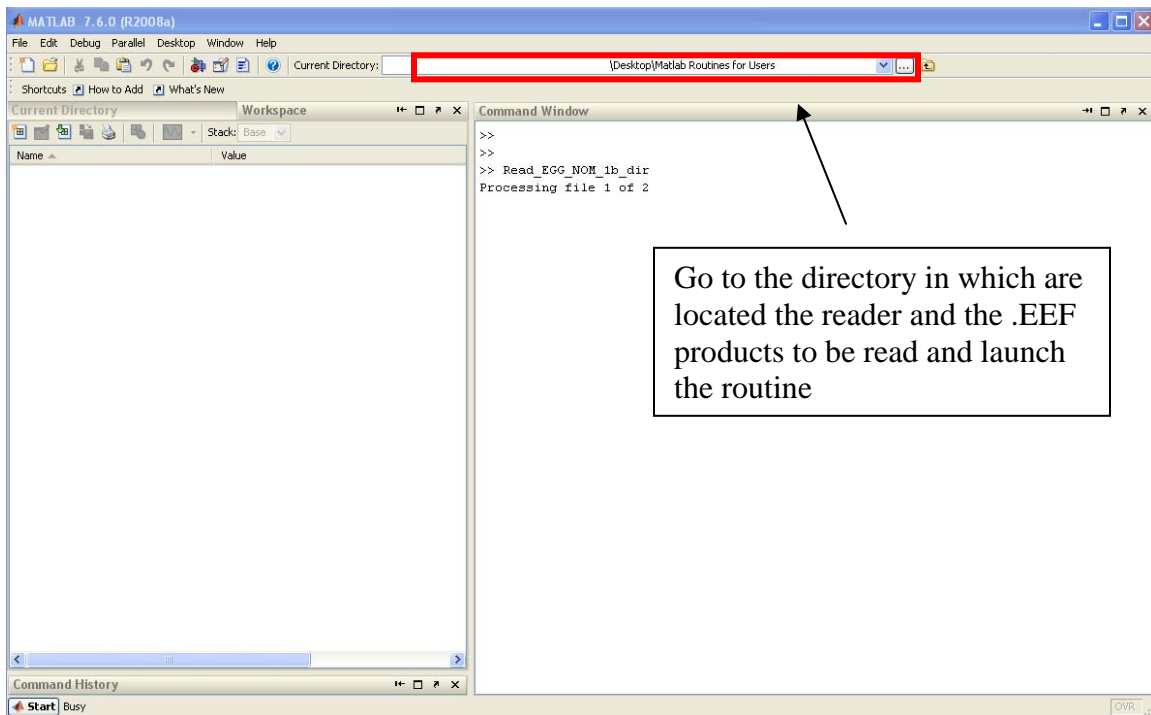 MATLAB 7.6.0 (R2008a)
File Edit Debug Parallel Desktop Window Help
Current Directory: \Desktop\Matlab Routines for Users ...
Shortcuts How to Add What's New
Current Directory Workspace
Stack: Base
Name Value
Command Window
>>
>>
>> Read_EGG_NOM_1b_dir
Processing file 1 of 2
Go to the directory in which are
located the reader and the .EEF
products to be read and launch
the routine
Command History
Start Busy
OVR